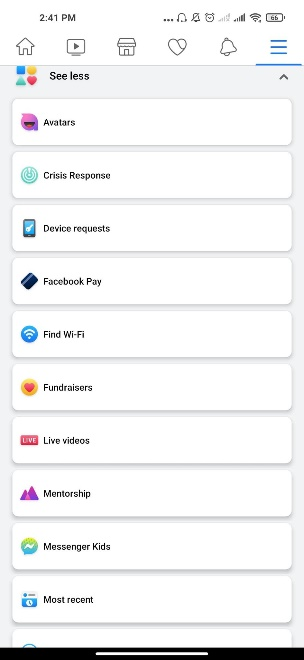 2:41 PM
66
See less
Avatars
Crisis Response
Device requests
Facebook Pay
Find Wi-Fi
Fundraisers
LIVE
Live videos
Mentorship
Messenger Kids
Most recent